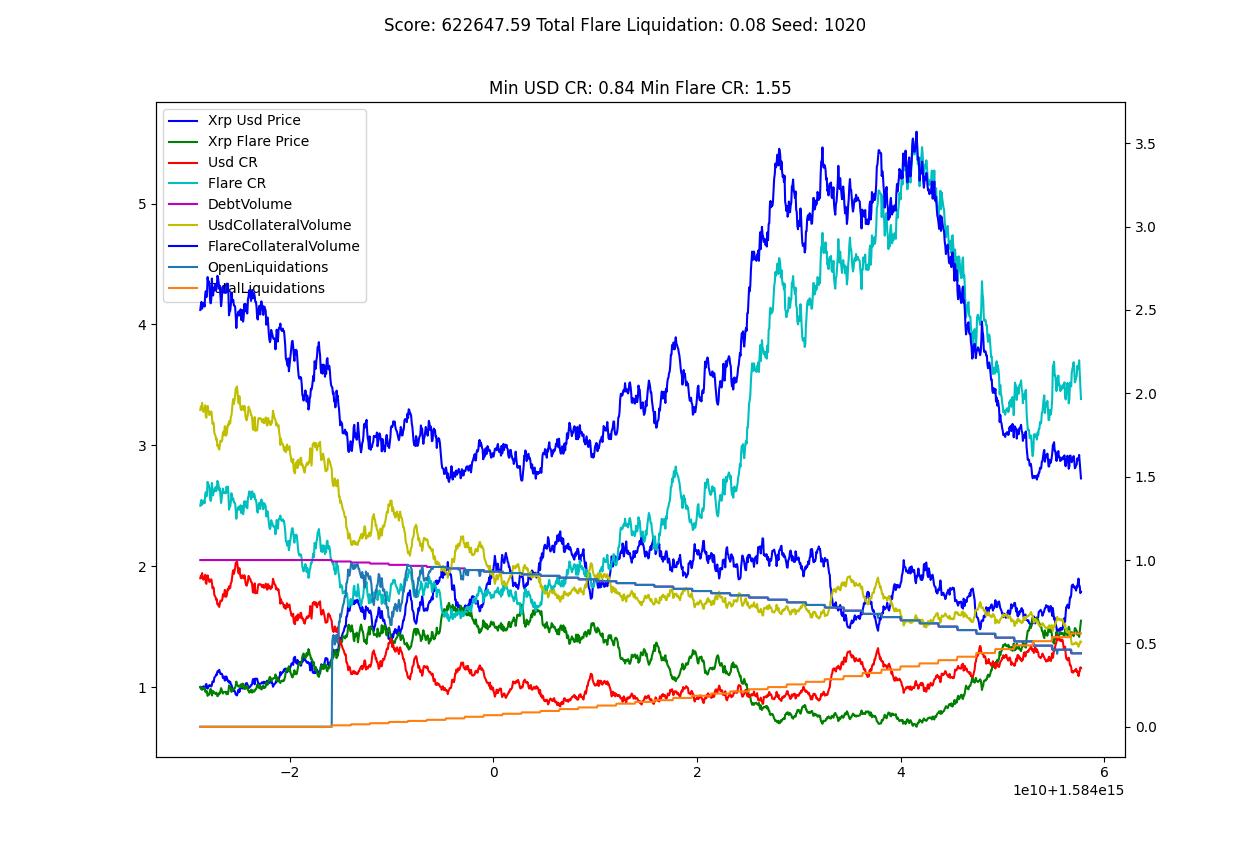 Score: 622647.59 Total Flare Liquidation: 0.08 Seed: 1020
Min USD CR: 0.84 Min Flare CR: 1.55
Xrp Usd Price
Xrp Flare Price
Usd CR
Flare CR
DebtVolume
UsdCollateralVolume
FlareCollateralVolume
OpenLiquidations
TotalLiquidations
5
4
3
2
1
3.5
3.0
2.5
2.0
1.5
1.0
0.5
0.0
−2 0 2 4 6
1e10+1.584e15